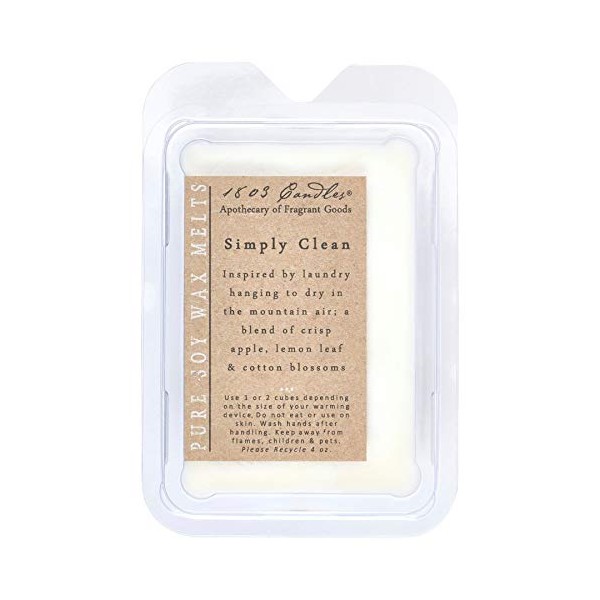 PURE SOY WAX MELTS
1803 Candles®
Apothecary of Fragrant Goods
Simply Clean
Inspired by laundry
hanging to dry in
the mountain air; a
blend of crisp
apple, lemon leaf
& cotton blossoms
Use 1 or 2 cubes depending
on the size of your warming
device. Do not eat or use on
skin. Wash hands after
handling. Keep away from
flames, children & pets.
Please Recycle 4 oz.